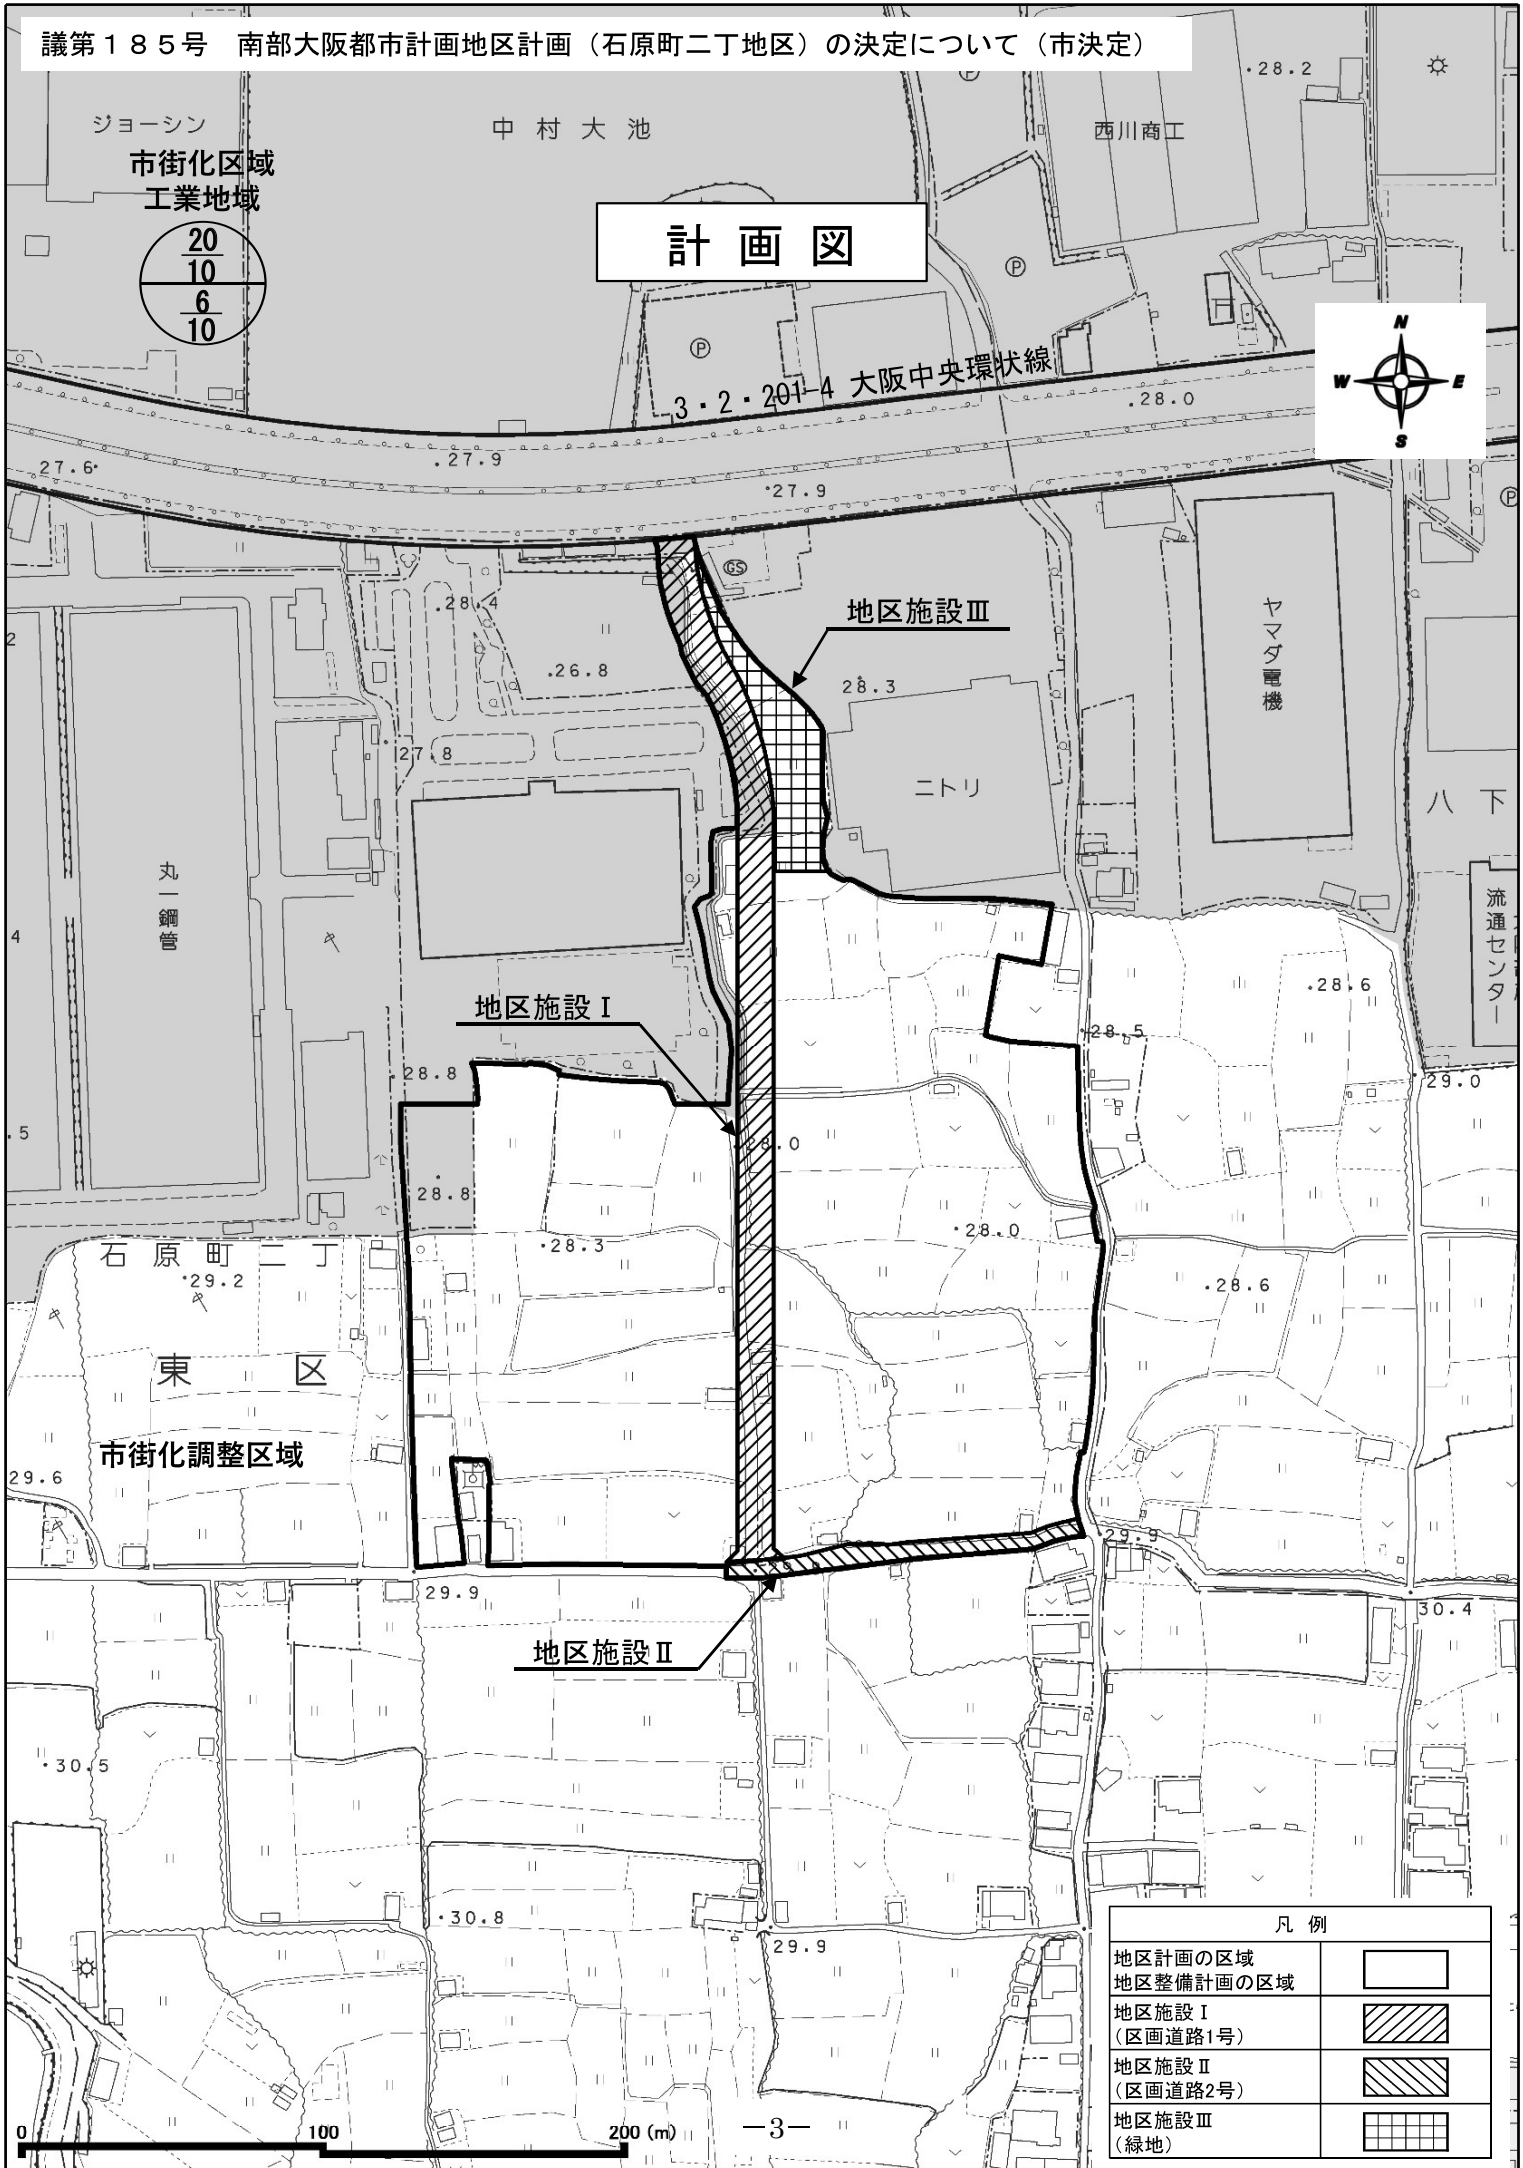 議第１８５号　南部大阪都市計画地区計画（石原町二丁地区）の決定について（市決定）
ジョーシン
中村大池
西川商工
28.2
市街化区域
工業地域
20
10
6
10
計画図
Ⓟ
Ⓟ
Ⓟ
N
W
E
S
3・2・201-4 大阪中央環状線
28.0
27.6
27.9
27.9
Ⓟ
GS
28.4
地区施設Ⅲ
ヤマダ電機
26.8
28.3
27.8
ニトリ
八下
丸一鋼管
流通センター
地区施設Ⅰ
28.6
28.5
28.8
29.0
28.0
28.8
28.0
28.3
石原町二丁
29.2
28.6
東区
市街化調整区域
29.6
29.9
29.9
30.4
地区施設Ⅱ
30.5
30.8
29.9
凡例
地区計画の区域
地区整備計画の区域
地区施設Ⅰ
（区画道路1号）
地区施設Ⅱ
（区画道路2号）
地区施設Ⅲ
（緑地）
0 100 200 (m)
―3―